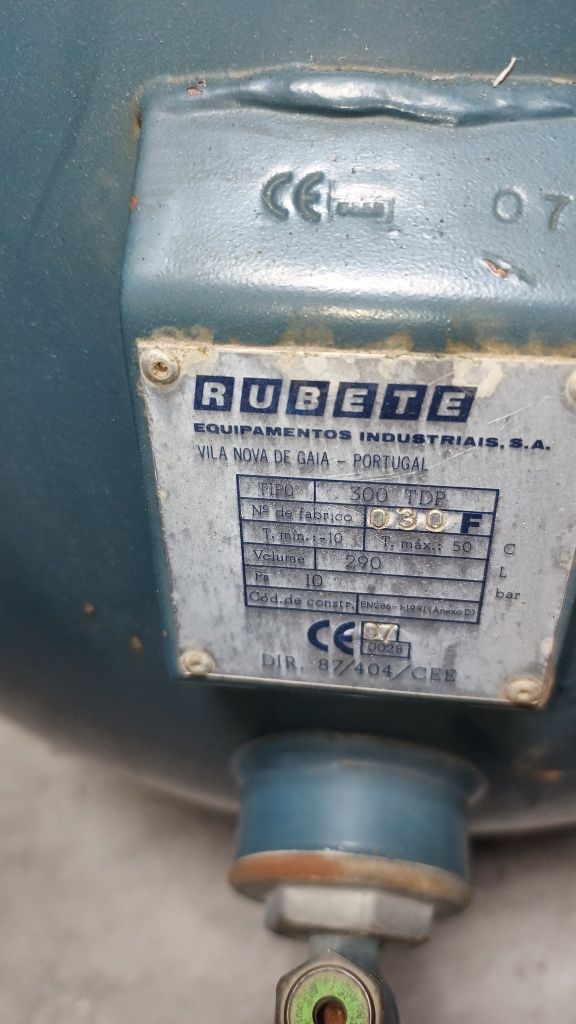 CE 07
RUBETE
EQUIPAMENTOS INDUSTRIAIS, S.A.
VILA NOVA DE GAIA - PORTUGAL
TIPO 300 TDP
Nº de fabrico 030 F
T. mín.: -10 T. máx.: 50 C
Volume 290 L
Ps 10 bar
Cód. de constr. EN286-1:1991 (Anexo D)
CE 97
0028
DIR. 87/404/CEE